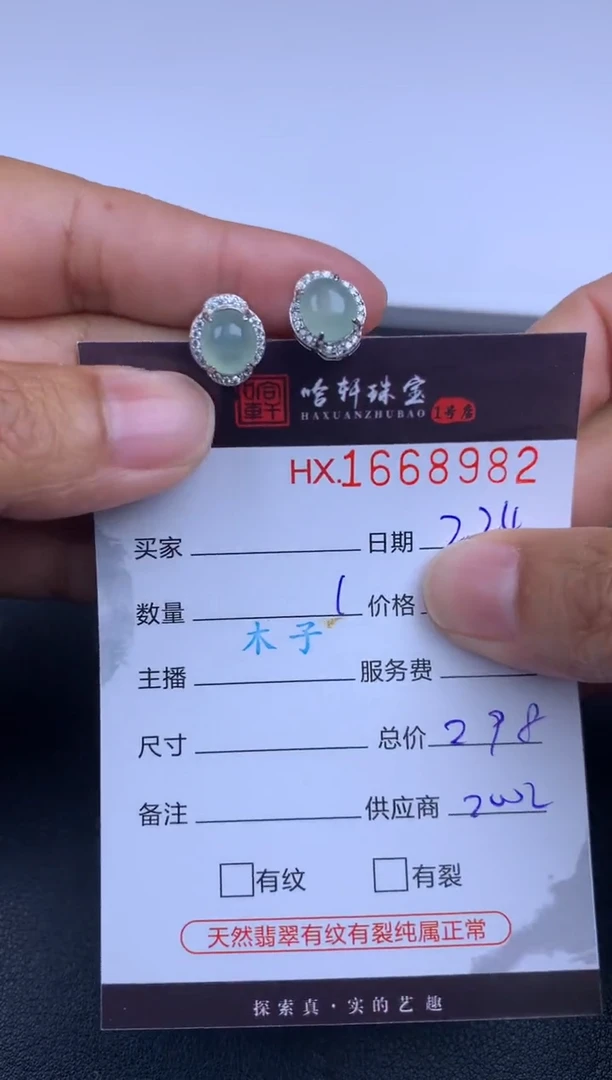 哈轩珠宝
HAXUANZHUBAO 1号店
HX.1668982
买家 日期
数量 1 价格
木子
主播 服务费
尺寸 总价 298
备注 供应商
有纹 有裂
天然翡翠有纹有裂纯属正常
探索真·实的艺趣